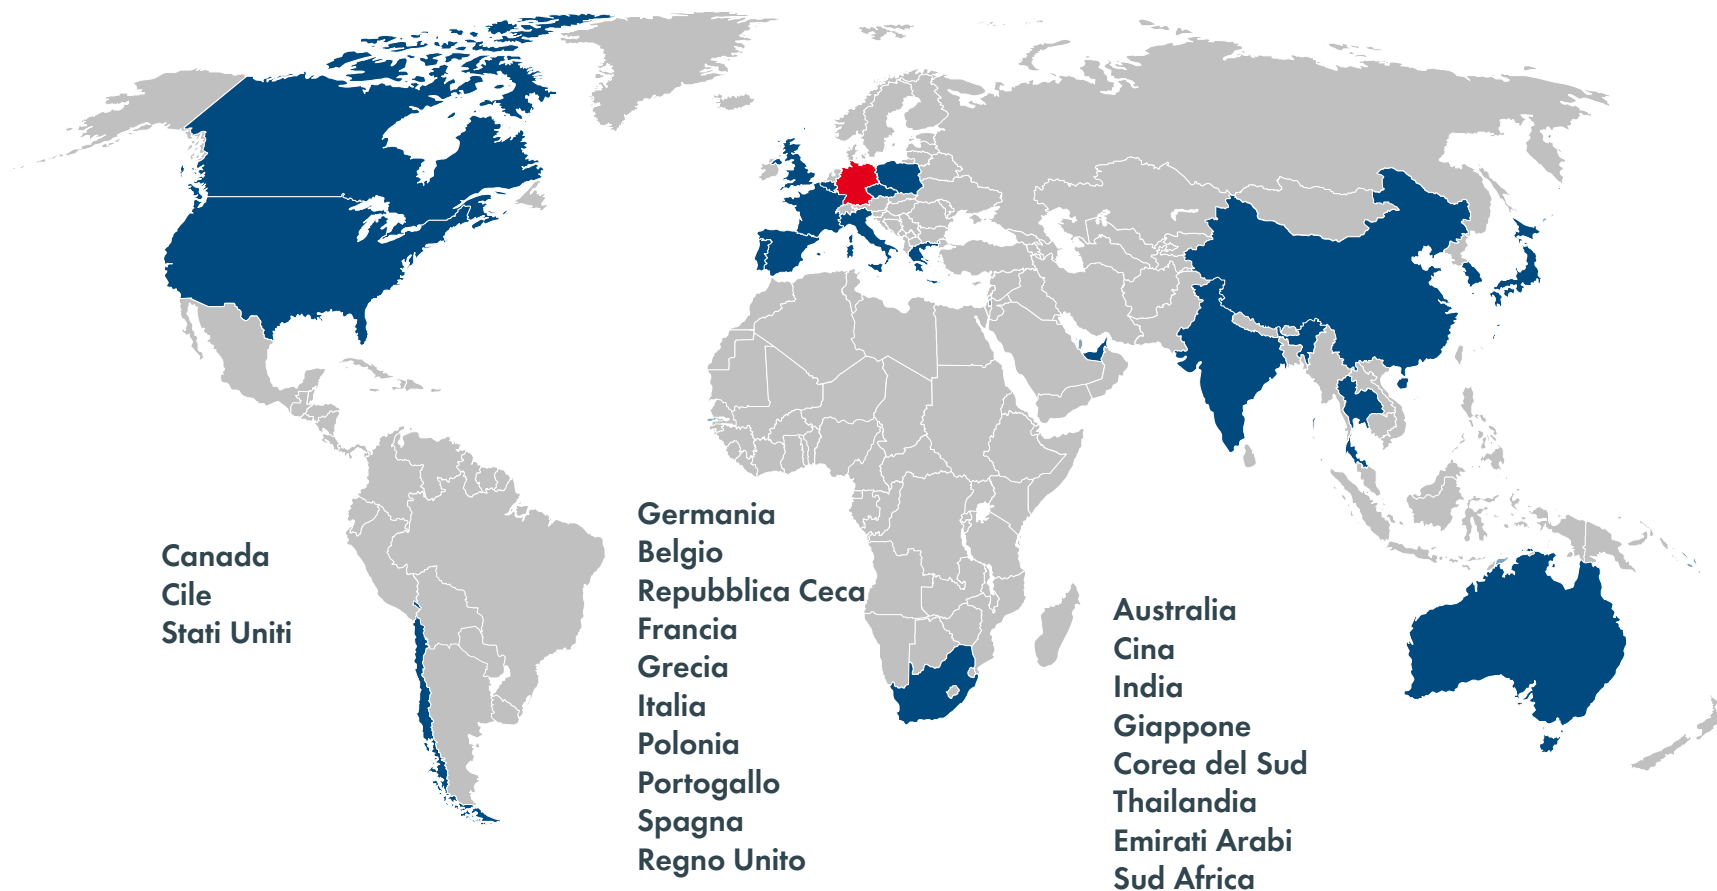 Canada
Cile
Stati Uniti
Germania
Belgio
Repubblica Ceca
Francia
Grecia
Italia
Polonia
Portogallo
Spagna
Regno Unito
Australia
Cina
India
Giappone
Corea del Sud
Thailandia
Emirati Arabi
Sud Africa